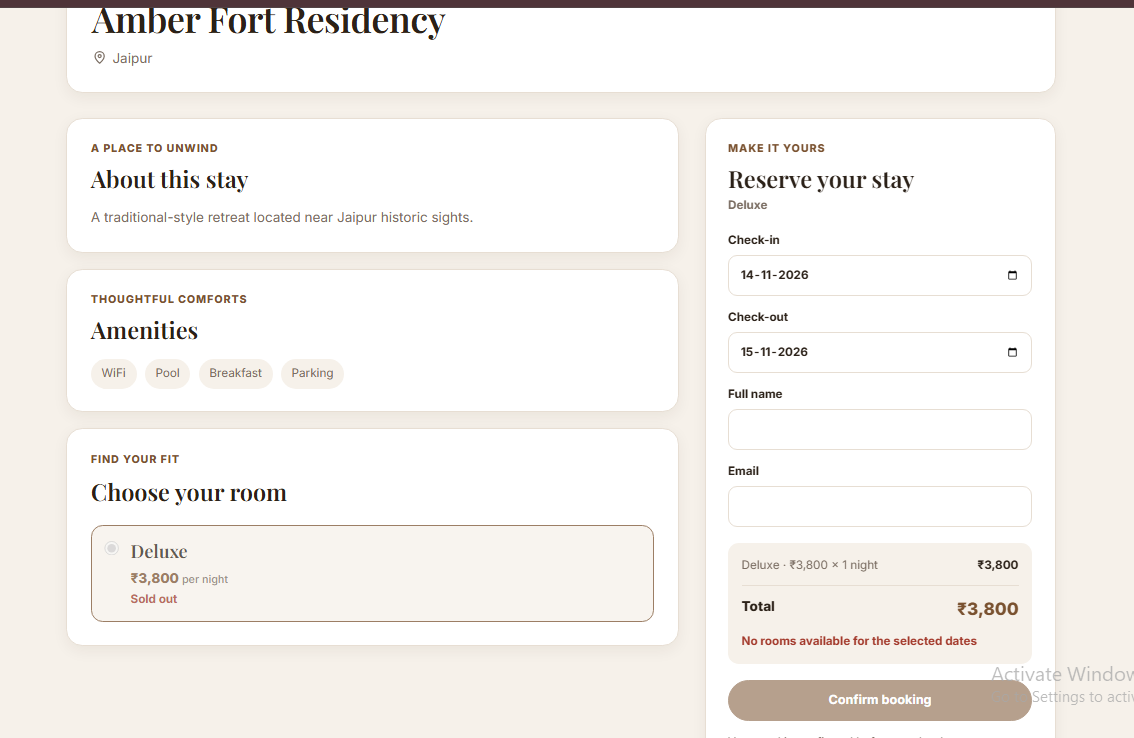 Amber Fort Residency
Jaipur
A PLACE TO UNWIND
About this stay
A traditional-style retreat located near Jaipur historic sights.
THOUGHTFUL COMFORTS
Amenities
WiFi
Pool
Breakfast
Parking
FIND YOUR FIT
Choose your room
Deluxe
₹3,800 per night
Sold out
MAKE IT YOURS
Reserve your stay
Deluxe
Check-in
14-11-2026
Check-out
15-11-2026
Full name
Email
Deluxe · ₹3,800 × 1 night ₹3,800
Total ₹3,800
No rooms available for the selected dates
Confirm booking
Activate Window
Settings to activ